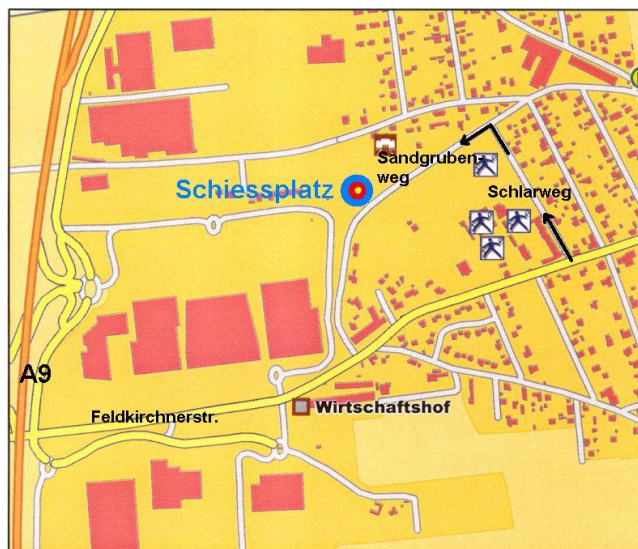 Sandgruben-
weg
Schiessplatz
Schlarweg
A9
Feldkirchnerstr.
Wirtschaftshof